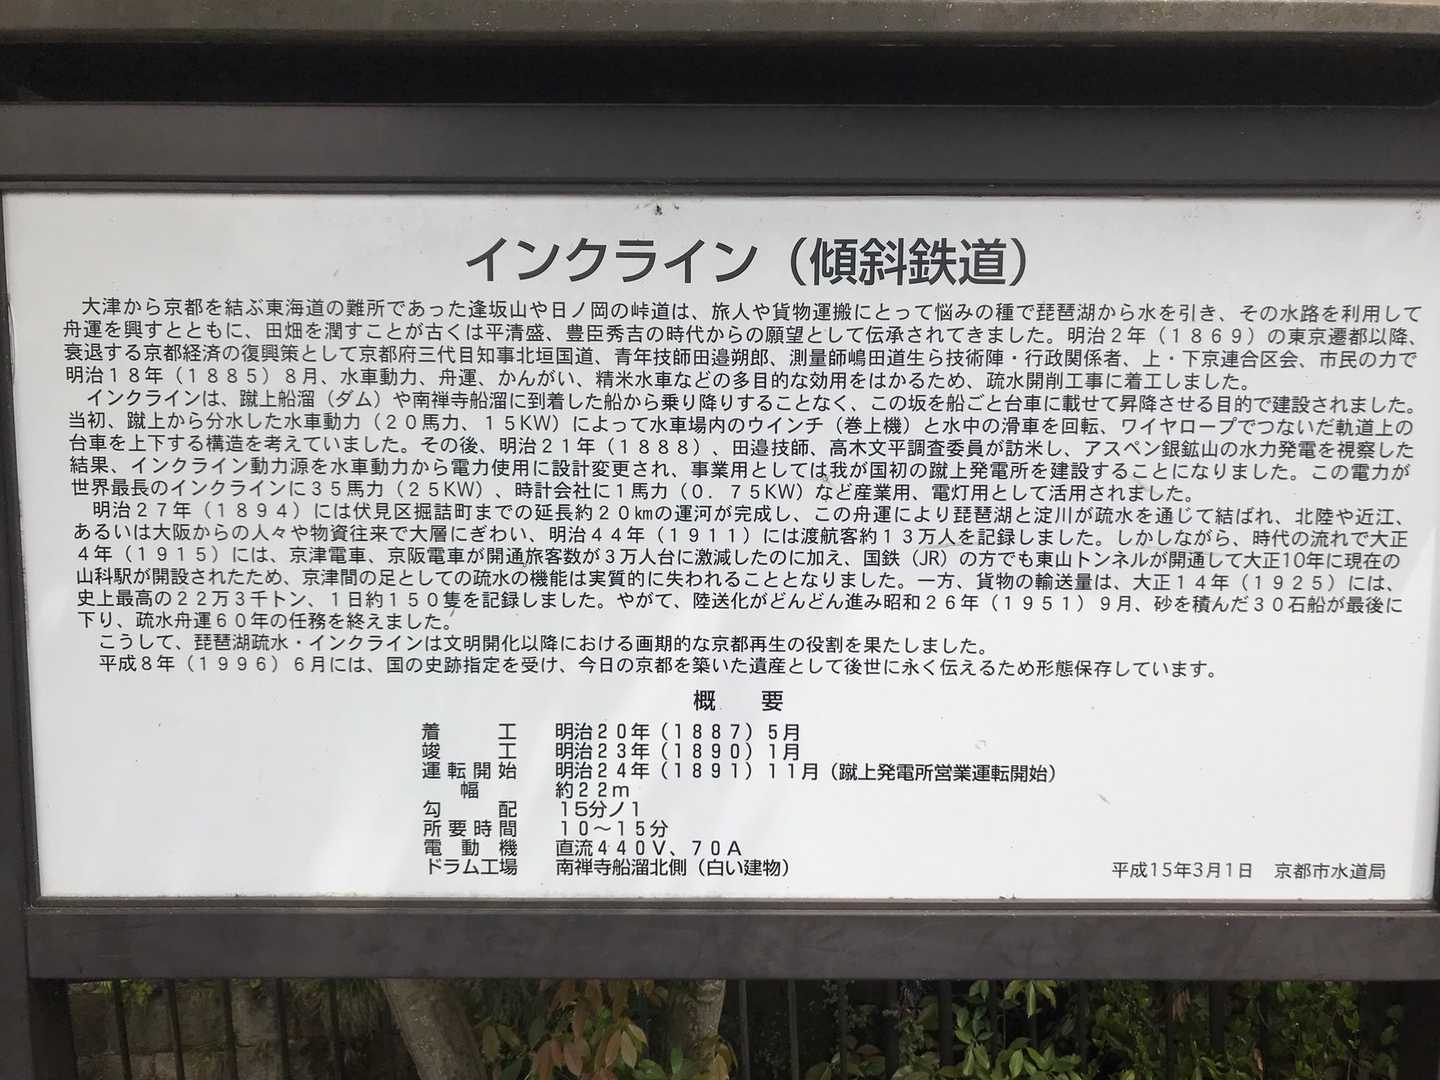 インクライン（傾斜鉄道）
大津から京都を結ぶ東海道の難所であった逢坂山や日ノ岡の峠道は、旅人や貨物運搬にとって悩みの種で琵琶湖から水を引き、その水路を利用して
舟運を興すとともに、田畑を潤すことが古くは平清盛、豊臣秀吉の時代からの願望として伝承されてきました。明治２年（１８６９）の東京遷都以降、
衰退する京都経済の復興策として京都府三代目知事北垣国道、青年技師田邉朔郎、測量師嶋田道生ら技術陣・行政関係者、上・下京連合区会、市民の力で
明治１８年（１８８５）８月、水車動力、舟運、かんがい、精米水車などの多目的な効用をはかるため、疏水開削工事に着工しました。
インクラインは、蹴上船溜（ダム）や南禅寺船溜に到着した船から乗り降りすることなく、この坂を船ごと台車に載せて昇降させる目的で建設されました。
当初、蹴上から分水した水車動力（２０馬力、１５KW）によって水車場内のウインチ（巻上機）と水中の滑車を回転、ワイヤロープでつないだ軌道上の
台車を上下する構造を考えていました。その後、明治２１年（１８８８）、田邉技師、高木文平調査委員が訪米し、アスペン銀鉱山の水力発電を視察した
結果、インクライン動力源を水車動力から電力使用に設計変更され、事業用としては我が国初の蹴上発電所を建設することになりました。この電力が
世界最長のインクラインに３５馬力（２５KW）、時計会社に１馬力（０．７５KW）など産業用、電灯用として活用されました。
明治２７年（１８９４）には伏見区堀詰町までの延長約２０㎞の運河が完成し、この舟運により琵琶湖と淀川が疏水を通じて結ばれ、北陸や近江、
あるいは大阪からの人々や物資往来で大層にぎわい、明治４４年（１９１１）には渡航客約１３万人を記録しました。しかしながら、時代の流れで大正
４年（１９１５）には、京津電車、京阪電車が開通旅客数が３万人台に激減したのに加え、国鉄（JR）の方でも東山トンネルが開通して大正10年に現在の
山科駅が開設されたため、京津間の足としての疏水の機能は実質的に失われることとなりました。一方、貨物の輸送量は、大正１４年（１９２５）には、
史上最高の２２万３千トン、１日約１５０隻を記録しました。やがて、陸送化がどんどん進み昭和２６年（１９５１）９月、砂を積んだ３０石船が最後に
下り、疏水舟運６０年の任務を終えました。
こうして、琵琶湖疏水・インクラインは文明開化以降における画期的な京都再生の役割を果たしました。
平成８年（１９９６）６月には、国の史跡指定を受け、今日の京都を築いた遺産として後世に永く伝えるため形態保存しています。
概　要
着工　明治２０年（１８８７）５月
竣工　明治２３年（１８９０）１月
運転開始　明治２４年（１８９１）１１月（蹴上発電所営業運転開始）
幅　約２２ｍ
勾配　15分ノ1
所要時間　１０～１５分
電動機　直流４４０Ｖ、７０Ａ
ドラム工場　南禅寺船溜北側（白い建物）
平成15年3月1日　京都市水道局